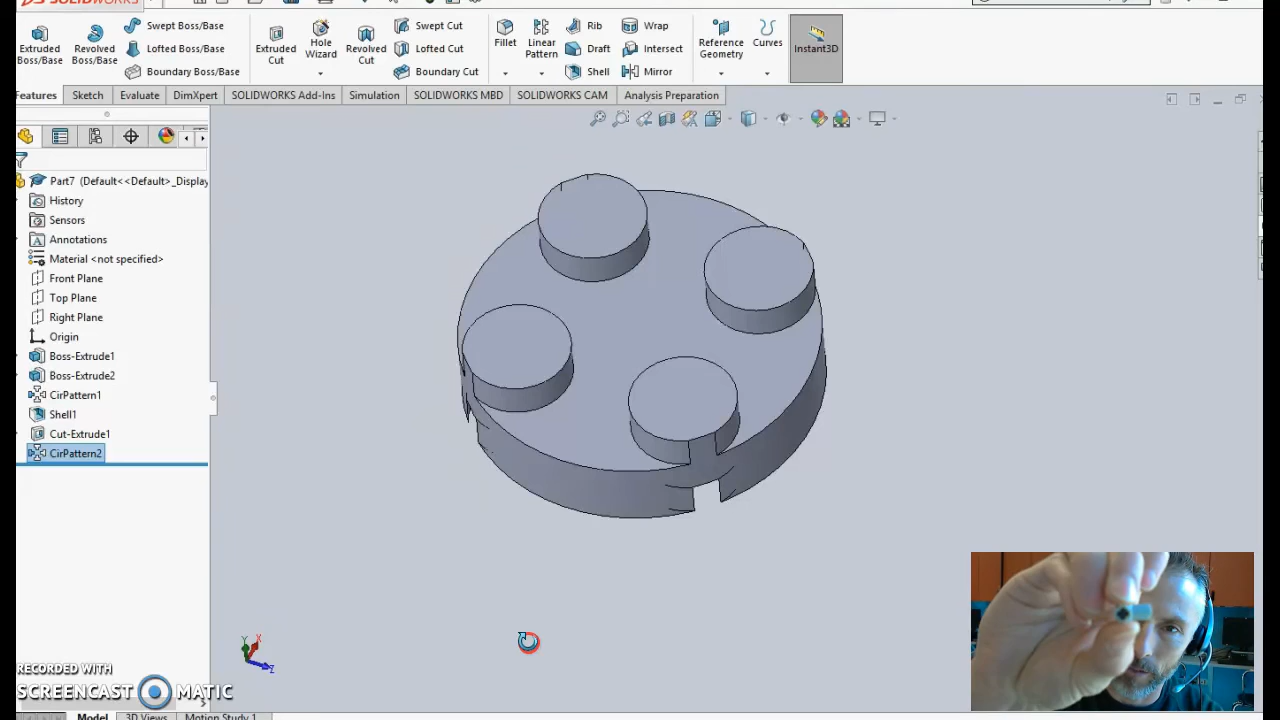 SOLIDWORKS
Extruded Boss/Base
Revolved Boss/Base
Swept Boss/Base
Lofted Boss/Base
Boundary Boss/Base
Extruded Cut
Hole Wizard
Revolved Cut
Swept Cut
Lofted Cut
Boundary Cut
Fillet
Linear Pattern
Rib
Draft
Shell
Wrap
Intersect
Mirror
Reference Geometry
Curves
Instant3D
Features Sketch Evaluate DimXpert SOLIDWORKS Add-Ins Simulation SOLIDWORKS MBD SOLIDWORKS CAM Analysis Preparation
Part7 (Default<<Default>_Display
History
Sensors
Annotations
Material <not specified>
Front Plane
Top Plane
Right Plane
Origin
Boss-Extrude1
Boss-Extrude2
CirPattern1
Shell1
Cut-Extrude1
CirPattern2
Y X Z
RECORDED WITH
SCREENCAST MATIC
Model 3D Views Motion Study 1